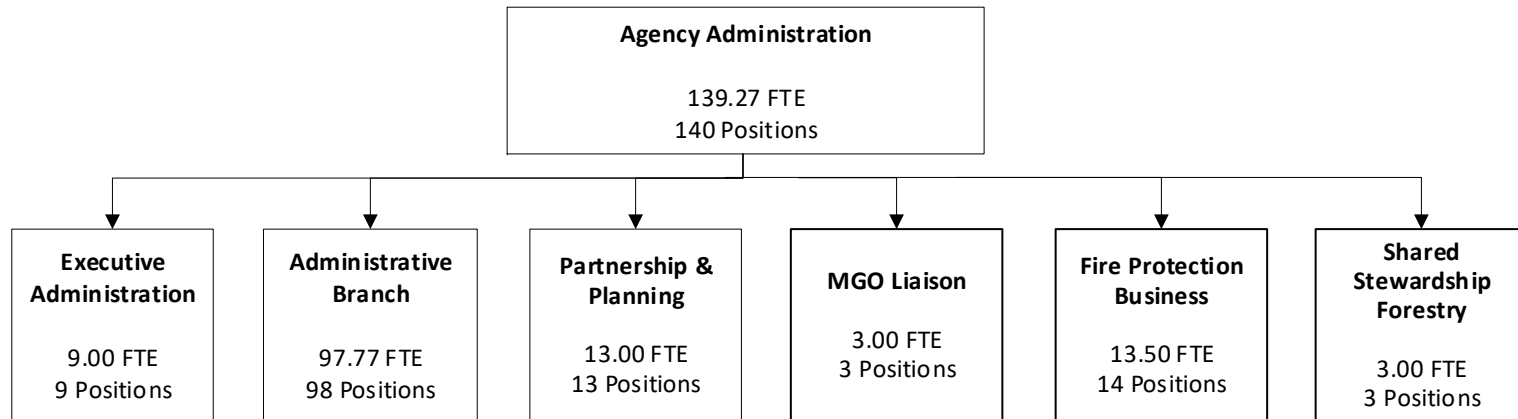 Agency Administration
139.27 FTE
140 Positions
Executive
Administration
9.00 FTE
9 Positions
Administrative
Branch
97.77 FTE
98 Positions
Partnership &
Planning
13.00 FTE
13 Positions
MGO Liaison
3.00 FTE
3 Positions
Fire Protection
Business
13.50 FTE
14 Positions
Shared
Stewardship
Forestry
3.00 FTE
3 Positions